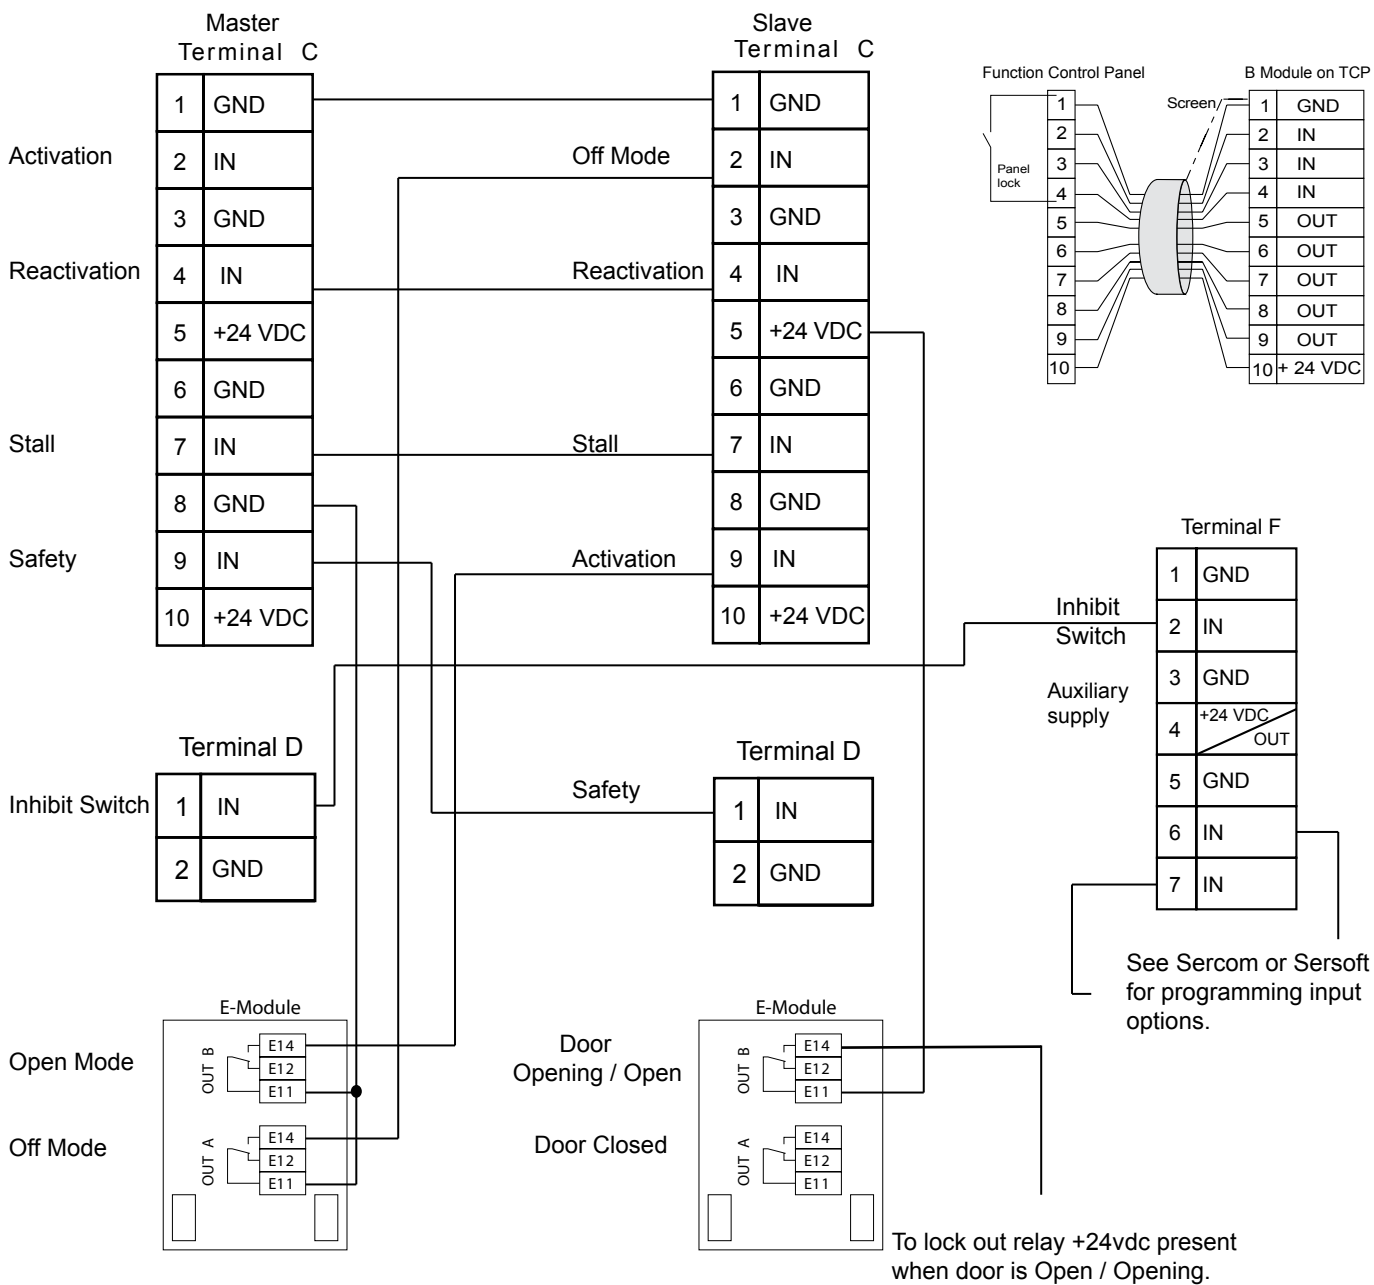 Master
Terminal C
1 GND
Activation 2 IN
3 GND
Reactivation 4 IN
5 +24 VDC
6 GND
Stall 7 IN
8 GND
Safety 9 IN
10 +24 VDC
Slave
Terminal C
1 GND
Off Mode 2 IN
3 GND
Reactivation 4 IN
5 +24 VDC
6 GND
Stall 7 IN
8 GND
Activation 9 IN
10 +24 VDC
Function Control Panel
1
2
3
4
5
6
7
8
9
10
Panel
lock
Screen
B Module on TCP
1 GND
2 IN
3 IN
4 IN
5 OUT
6 OUT
7 OUT
8 OUT
9 OUT
10 + 24 VDC
Terminal F
1 GND
Inhibit
Switch
2 IN
3 GND
Auxiliary
supply
4 +24 VDC
OUT
5 GND
6 IN
7 IN
See Sercom or Sersoft
for programming input
options.
Terminal D
Inhibit Switch 1 IN
2 GND
Terminal D
Safety
1 IN
2 GND
E-Module
Open Mode
OUT B
E14
E12
E11
Off Mode
OUT A
E14
E12
E11
E-Module
Door
Opening / Open
OUT B
E14
E12
E11
Door Closed
OUT A
E14
E12
E11
To lock out relay +24vdc present
when door is Open / Opening.